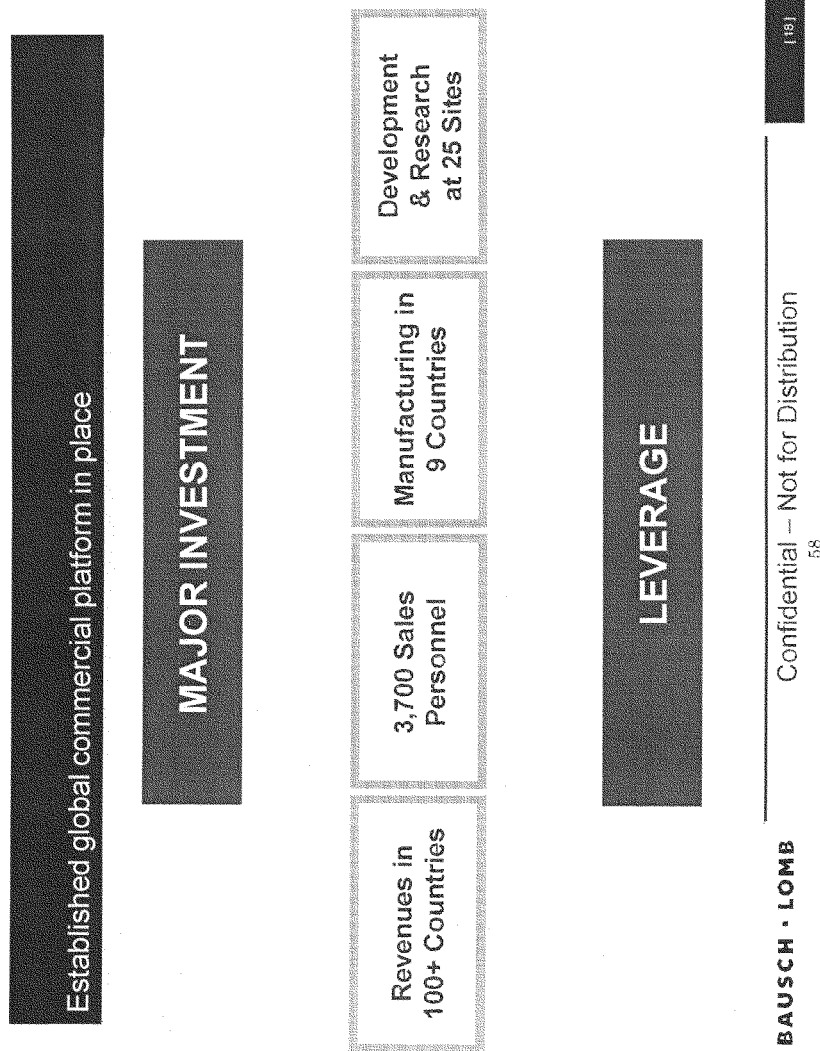 Established global commercial platform in place
MAJOR INVESTMENT
Revenues in
100+ Countries
3,700 Sales
Personnel
Manufacturing in
9 Countries
Development
& Research
at 25 Sites
LEVERAGE
BAUSCH · LOMB
Confidential – Not for Distribution
58
[18]